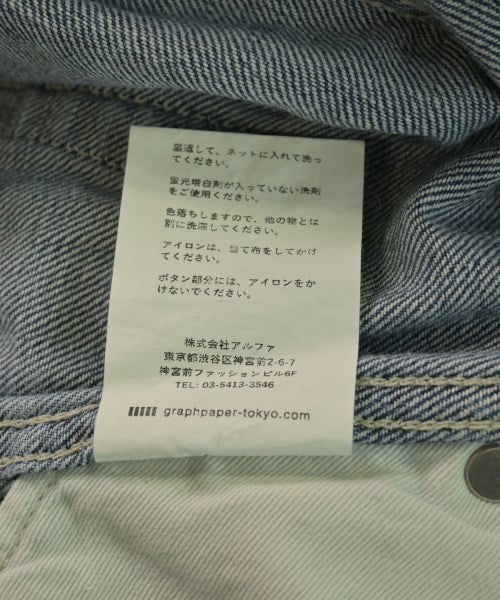 裏返して、ネットに入れて洗っ
てください。
蛍光増白剤が入っていない洗剤
をご使用ください。
色落ちしますので、他の物とは
別に洗濯してください。
アイロンは、当て布をしてかけ
てください。
ボタン部分には、アイロンをか
けないでください。
株式会社アルファ
東京都渋谷区神宮前2-6-7
神宮前ファッションビル6F
TEL: 03-5413-3546
graphpaper-tokyo.com